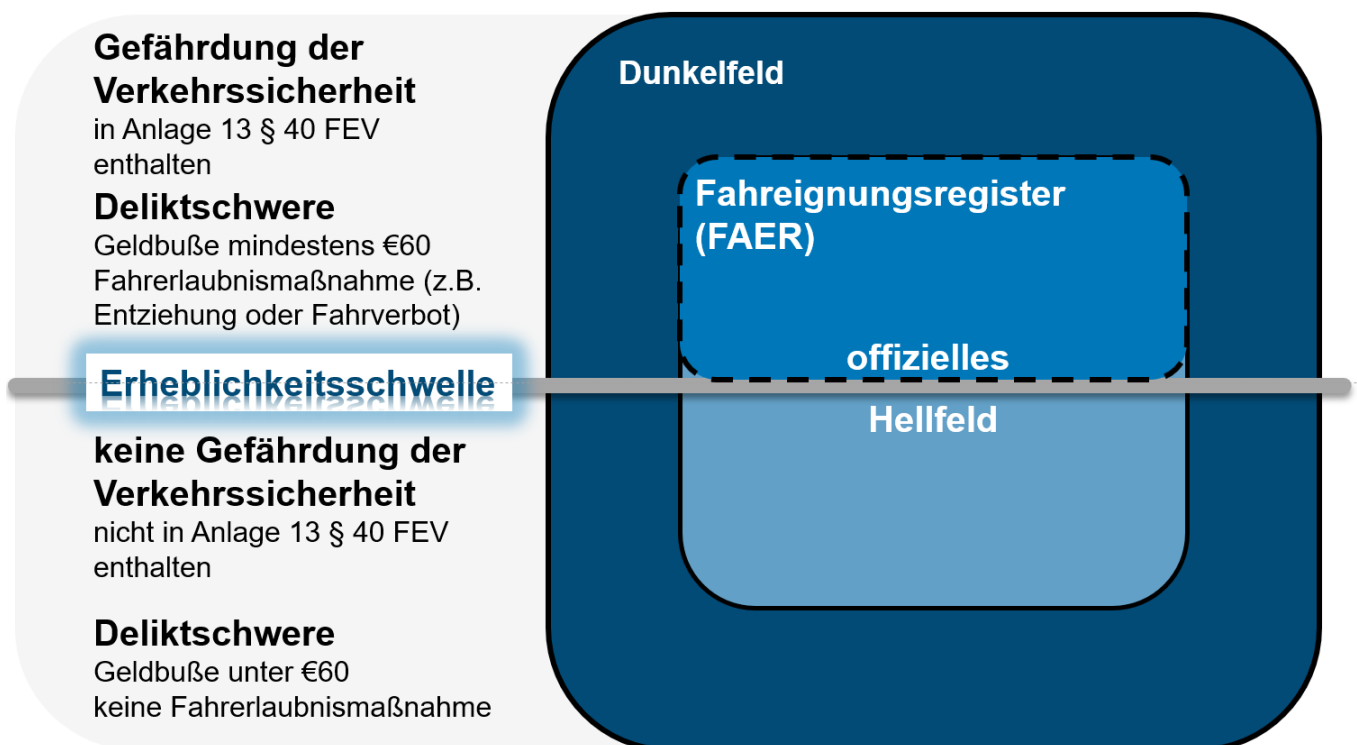 Gefährdung der
Verkehrssicherheit
in Anlage 13 § 40 FEV
enthalten
Deliktschwere
Geldbuße mindestens €60
Fahrerlaubnismaßnahme (z.B.
Entziehung oder Fahrverbot)
Erheblichkeitsschwelle
keine Gefährdung der
Verkehrssicherheit
nicht in Anlage 13 § 40 FEV
enthalten
Deliktschwere
Geldbuße unter €60
keine Fahrerlaubnismaßnahme
Dunkelfeld
Fahreignungsregister
(FAER)
offizielles
Hellfeld